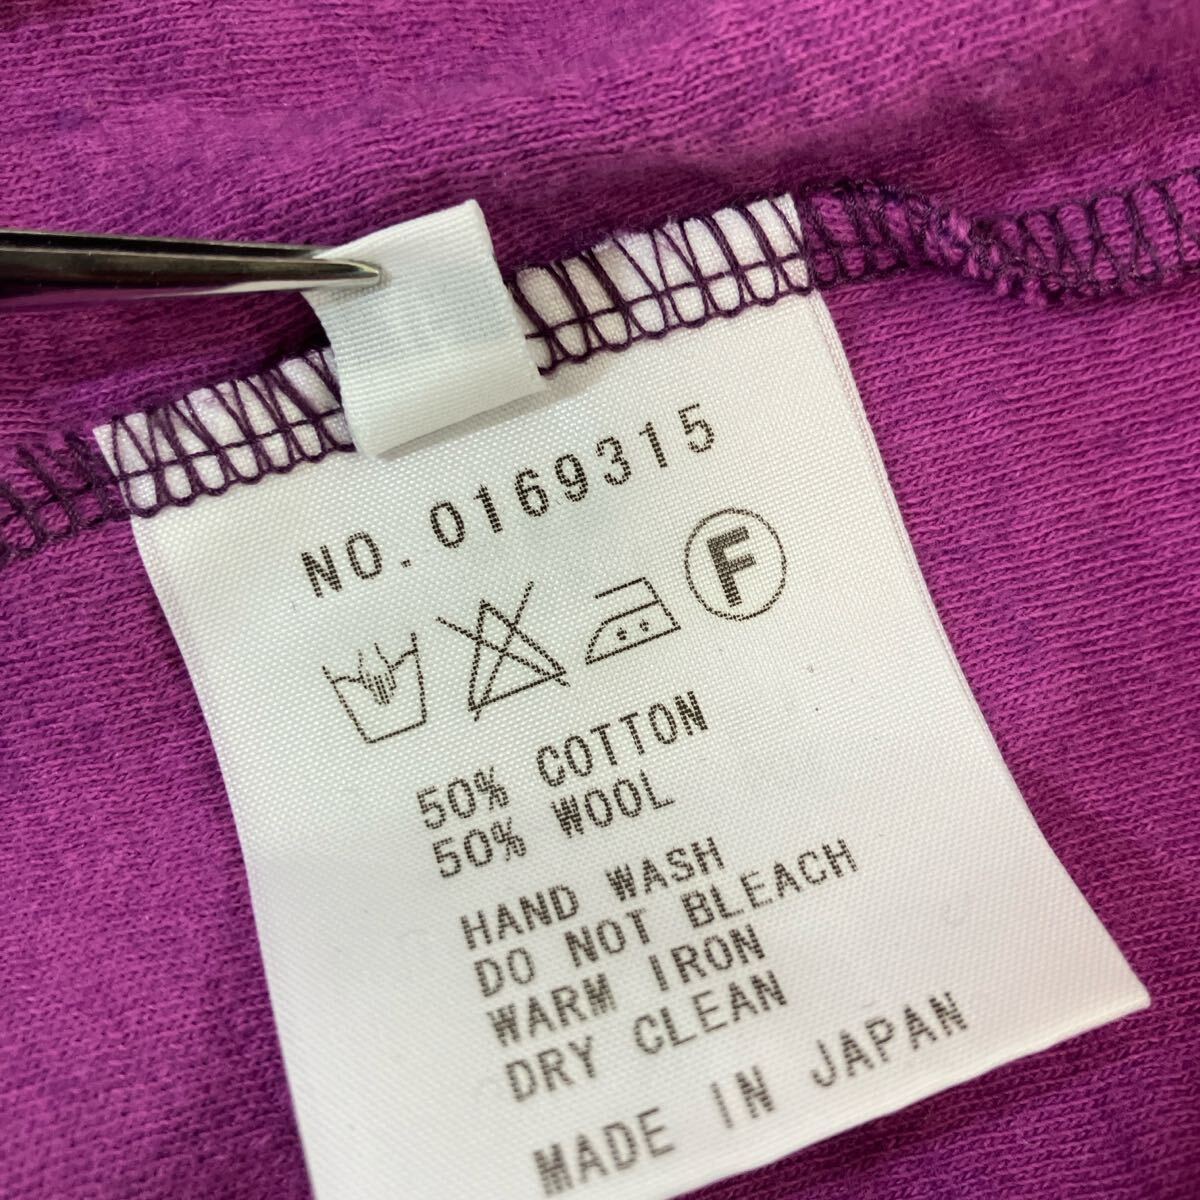 NO.0169315
F
50% COTTON
50% WOOL
HAND WASH
DO NOT BLEACH
WARM IRON
DRY CLEAN
MADE IN JAPAN